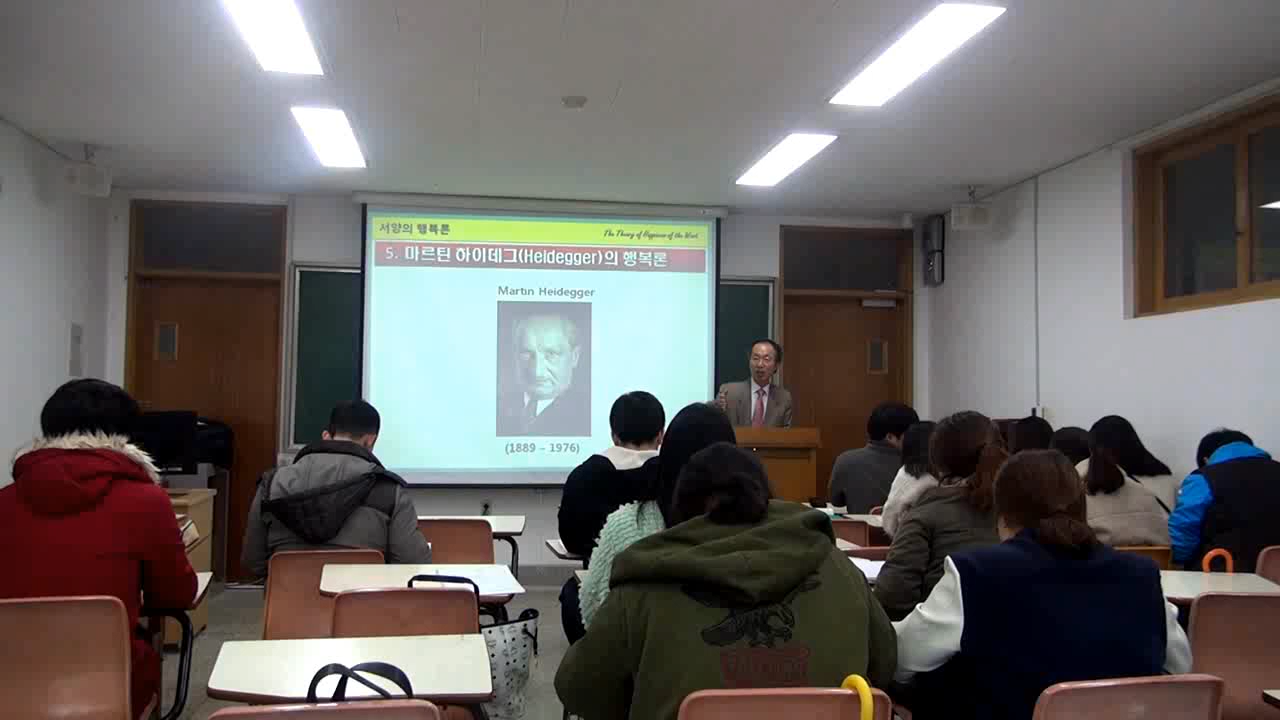 서양의 행복론
The Theory of Happiness of the West
5. 마르틴 하이데그(Heidegger)의 행복론
Martin Heidegger
(1889 - 1976)